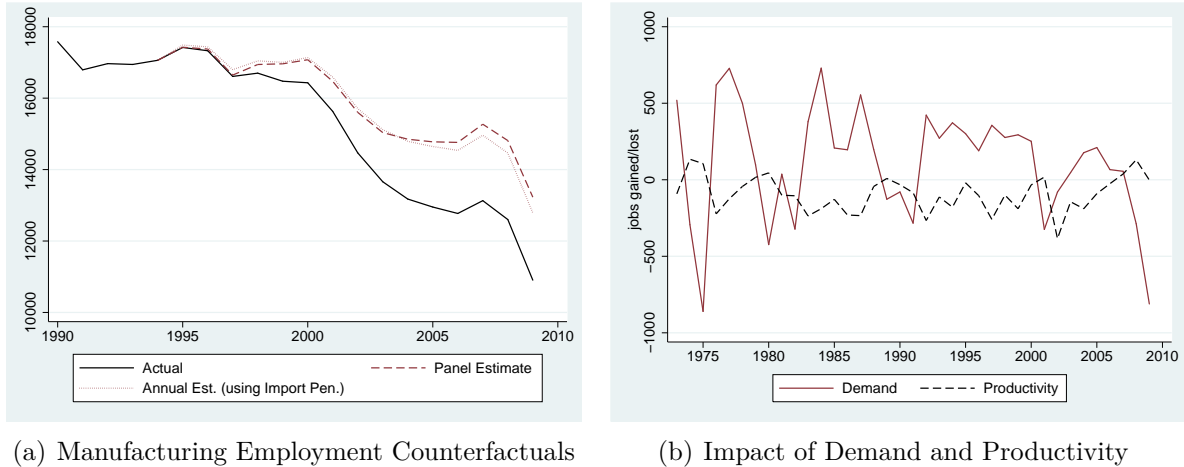 18000
16000
14000
12000
10000
1990
1995
2000
2005
2010
Actual
Panel Estimate
Annual Est. (using Import Pen.)
(a) Manufacturing Employment Counterfactuals
jobs gained/lost
1000
500
0
−500
−1000
1975
1980
1985
1990
1995
2000
2005
2010
Demand
Productivity
(b) Impact of Demand and Productivity